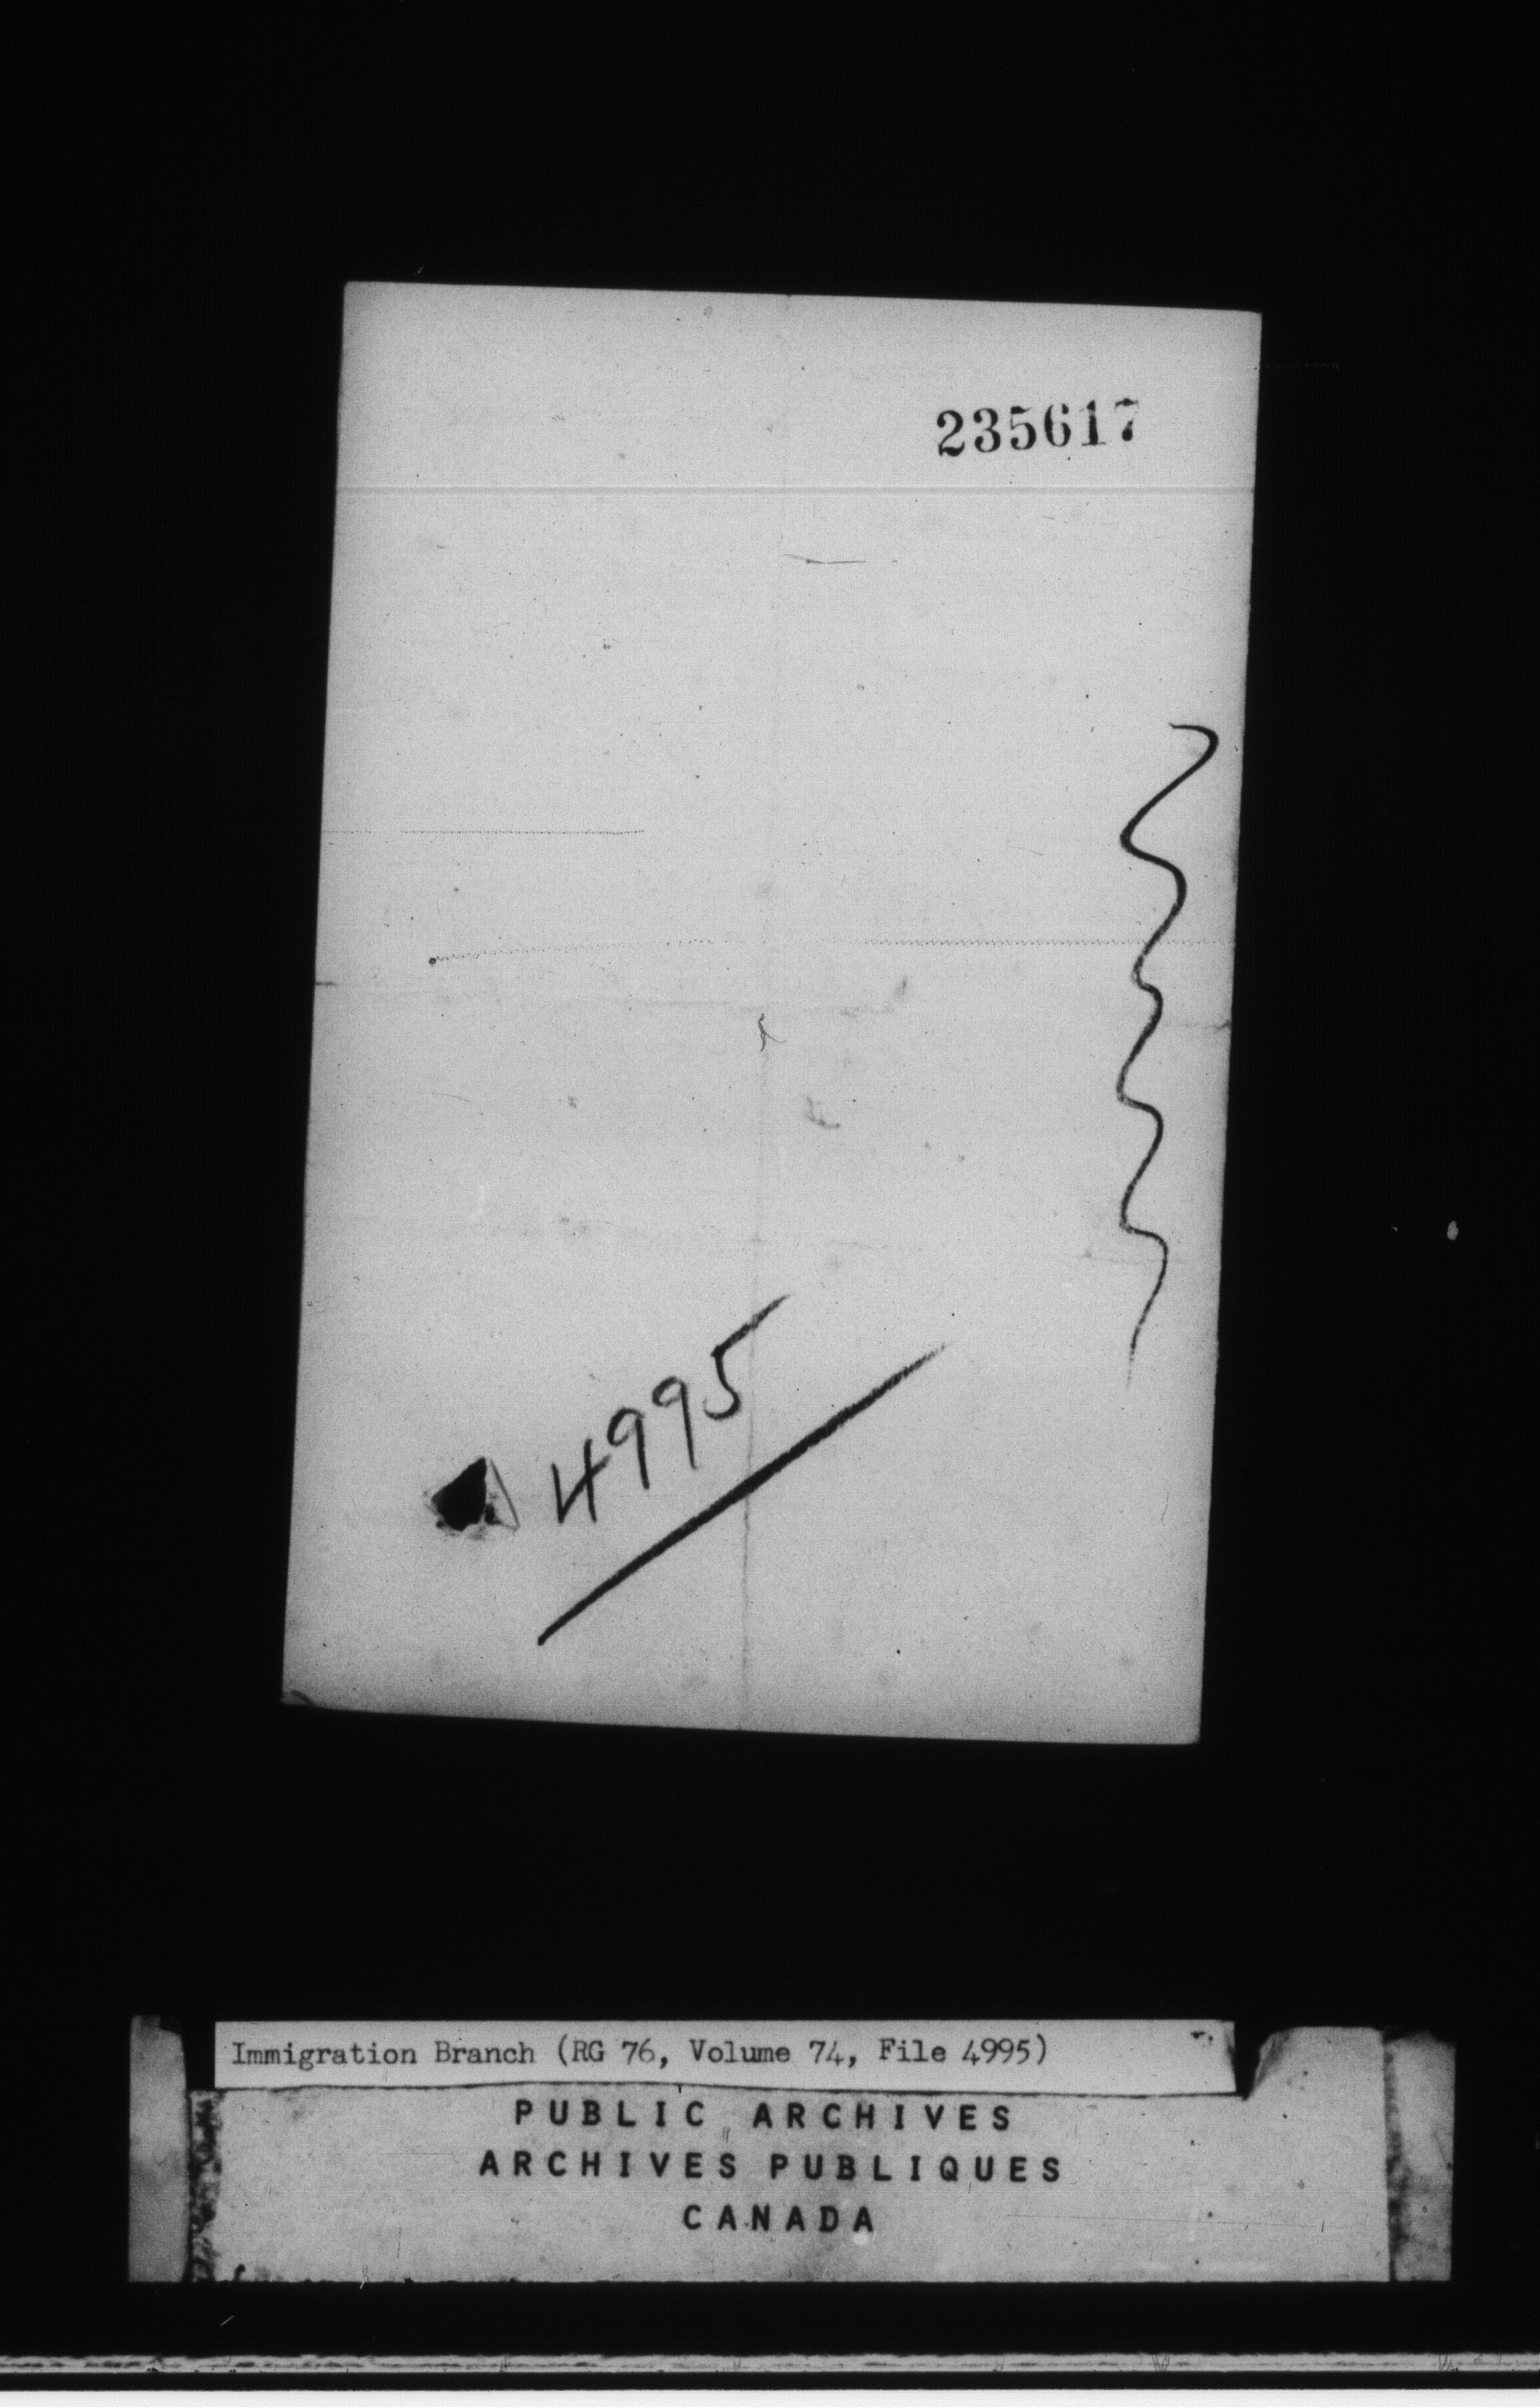 235617
4995
Immigration Branch (RG 76, Volume 74, File 4995)
PUBLIC ARCHIVES
ARCHIVES PUBLIQUES
CANADA